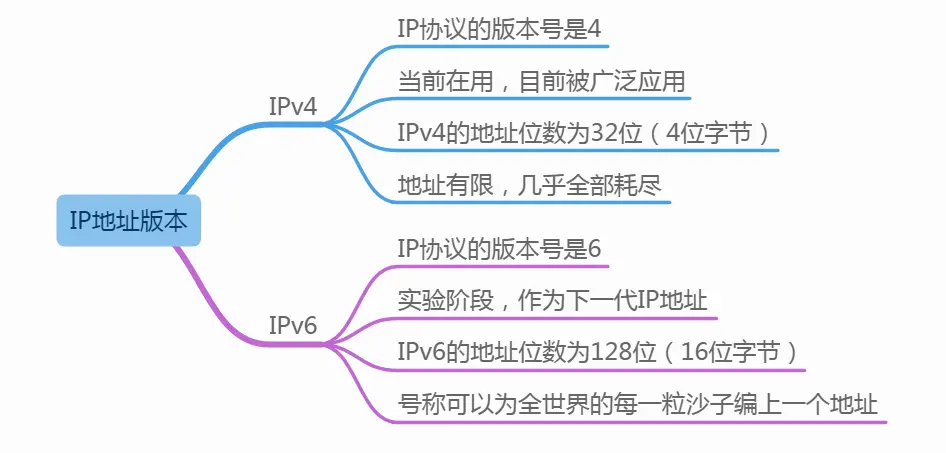 IP地址版本
IPv4
IP协议的版本号是4
当前在用，目前被广泛应用
IPv4的地址位数为32位（4位字节）
地址有限，几乎全部耗尽
IPv6
IP协议的版本号是6
实验阶段，作为下一代IP地址
IPv6的地址位数为128位（16位字节）
号称可以为全世界的每一粒沙子编上一个地址